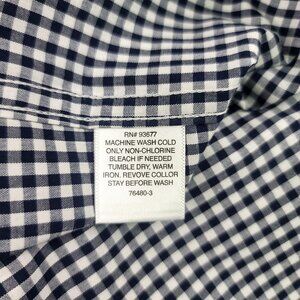 RN# 93677
MACHINE WASH COLD
ONLY NON-CHLORINE
BLEACH IF NEEDED
TUMBLE DRY, WARM
IRON. REVOVE COLLOR
STAY BEFORE WASH
76480-3